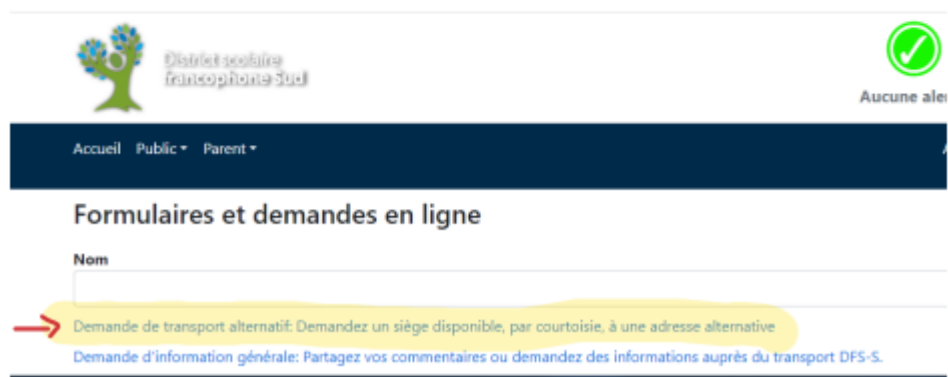 District scolaire
francophone Sud
Aucune ale
Accueil Public Parent
Formulaires et demandes en ligne
Nom
Demande de transport alternatif: Demandez un siège disponible, par courtoisie, à une adresse alternative
Demande d'information générale: Partagez vos commentaires ou demandez des informations auprès du transport DFS-S.